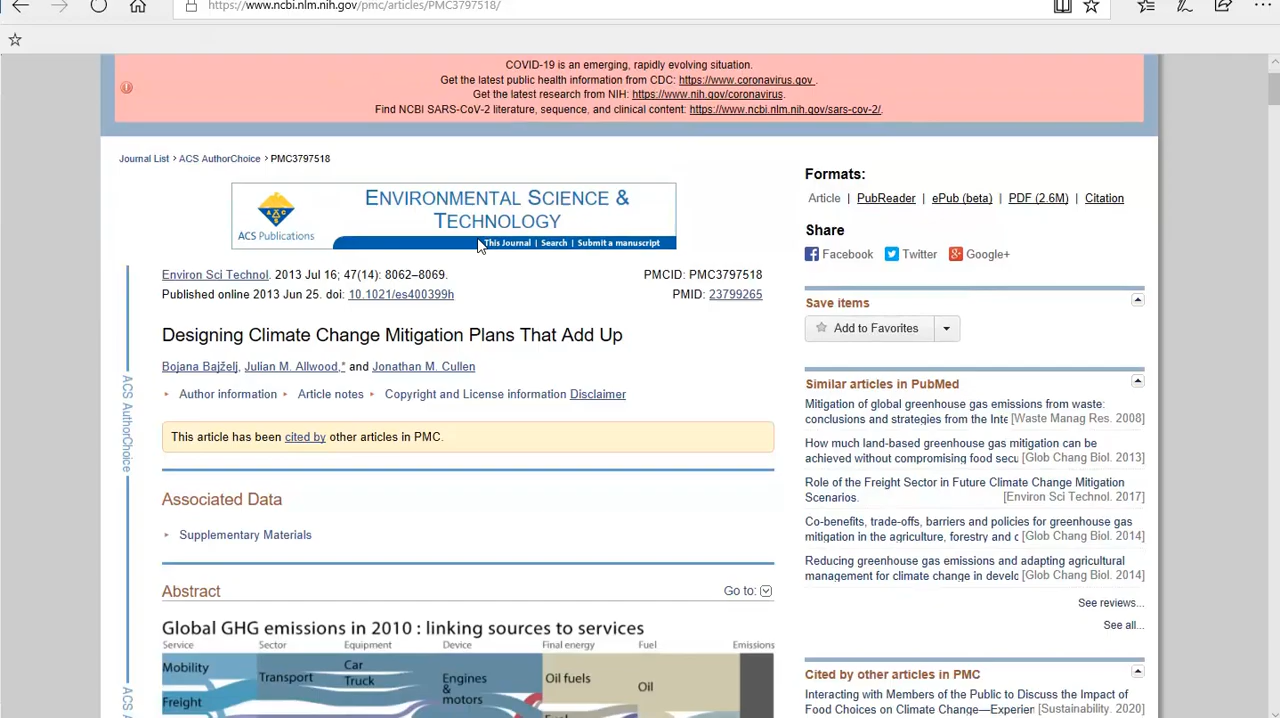 https://www.ncbi.nlm.nih.gov/pmc/articles/PMC3797518/
COVID-19 is an emerging, rapidly evolving situation.
Get the latest public health information from CDC: https://www.coronavirus.gov .
Get the latest research from NIH: https://www.nih.gov/coronavirus.
Find NCBI SARS-CoV-2 literature, sequence, and clinical content: https://www.ncbi.nlm.nih.gov/sars-cov-2/.
Journal List > ACS AuthorChoice > PMC3797518
ACS Publications
ENVIRONMENTAL SCIENCE &
TECHNOLOGY
This Journal | Search | Submit a manuscript
Environ Sci Technol. 2013 Jul 16; 47(14): 8062–8069.
PMCID: PMC3797518
Published online 2013 Jun 25. doi: 10.1021/es400399h
PMID: 23799265
Designing Climate Change Mitigation Plans That Add Up
Bojana Bajželj, Julian M. Allwood,* and Jonathan M. Cullen
Author information Article notes Copyright and License information Disclaimer
This article has been cited by other articles in PMC.
ACS AuthorChoice
Associated Data
Supplementary Materials
Abstract
Go to:
Global GHG emissions in 2010 : linking sources to services
Service Sector Equipment Device Final energy Fuel Emissions
Mobility
Transport
Car
Truck
Engines
&
motors
Oil fuels
Oil
Freight
ACS A
Formats:
Article | PubReader | ePub (beta) | PDF (2.6M) | Citation
Share
Facebook Twitter Google+
Save items
Add to Favorites
Similar articles in PubMed
Mitigation of global greenhouse gas emissions from waste:
conclusions and strategies from the Inte [Waste Manag Res. 2008]
How much land-based greenhouse gas mitigation can be
achieved without compromising food secu [Glob Chang Biol. 2013]
Role of the Freight Sector in Future Climate Change Mitigation
Scenarios. [Environ Sci Technol. 2017]
Co-benefits, trade-offs, barriers and policies for greenhouse gas
mitigation in the agriculture, forestry and c [Glob Chang Biol. 2014]
Reducing greenhouse gas emissions and adapting agricultural
management for climate change in develo [Glob Chang Biol. 2014]
See reviews...
See all...
Cited by other articles in PMC
Interacting with Members of the Public to Discuss the Impact of
Food Choices on Climate Change—Experien [Sustainability. 2020]